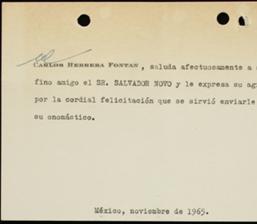 CARLOS HERRERA FONTAN, saluda afectuosamente a
fino amigo el SR. SALVADOR NOVO y le expresa su
por la cordial felicitación que se sirvió enviarle
su onomástico.
México, noviembre de 1965.